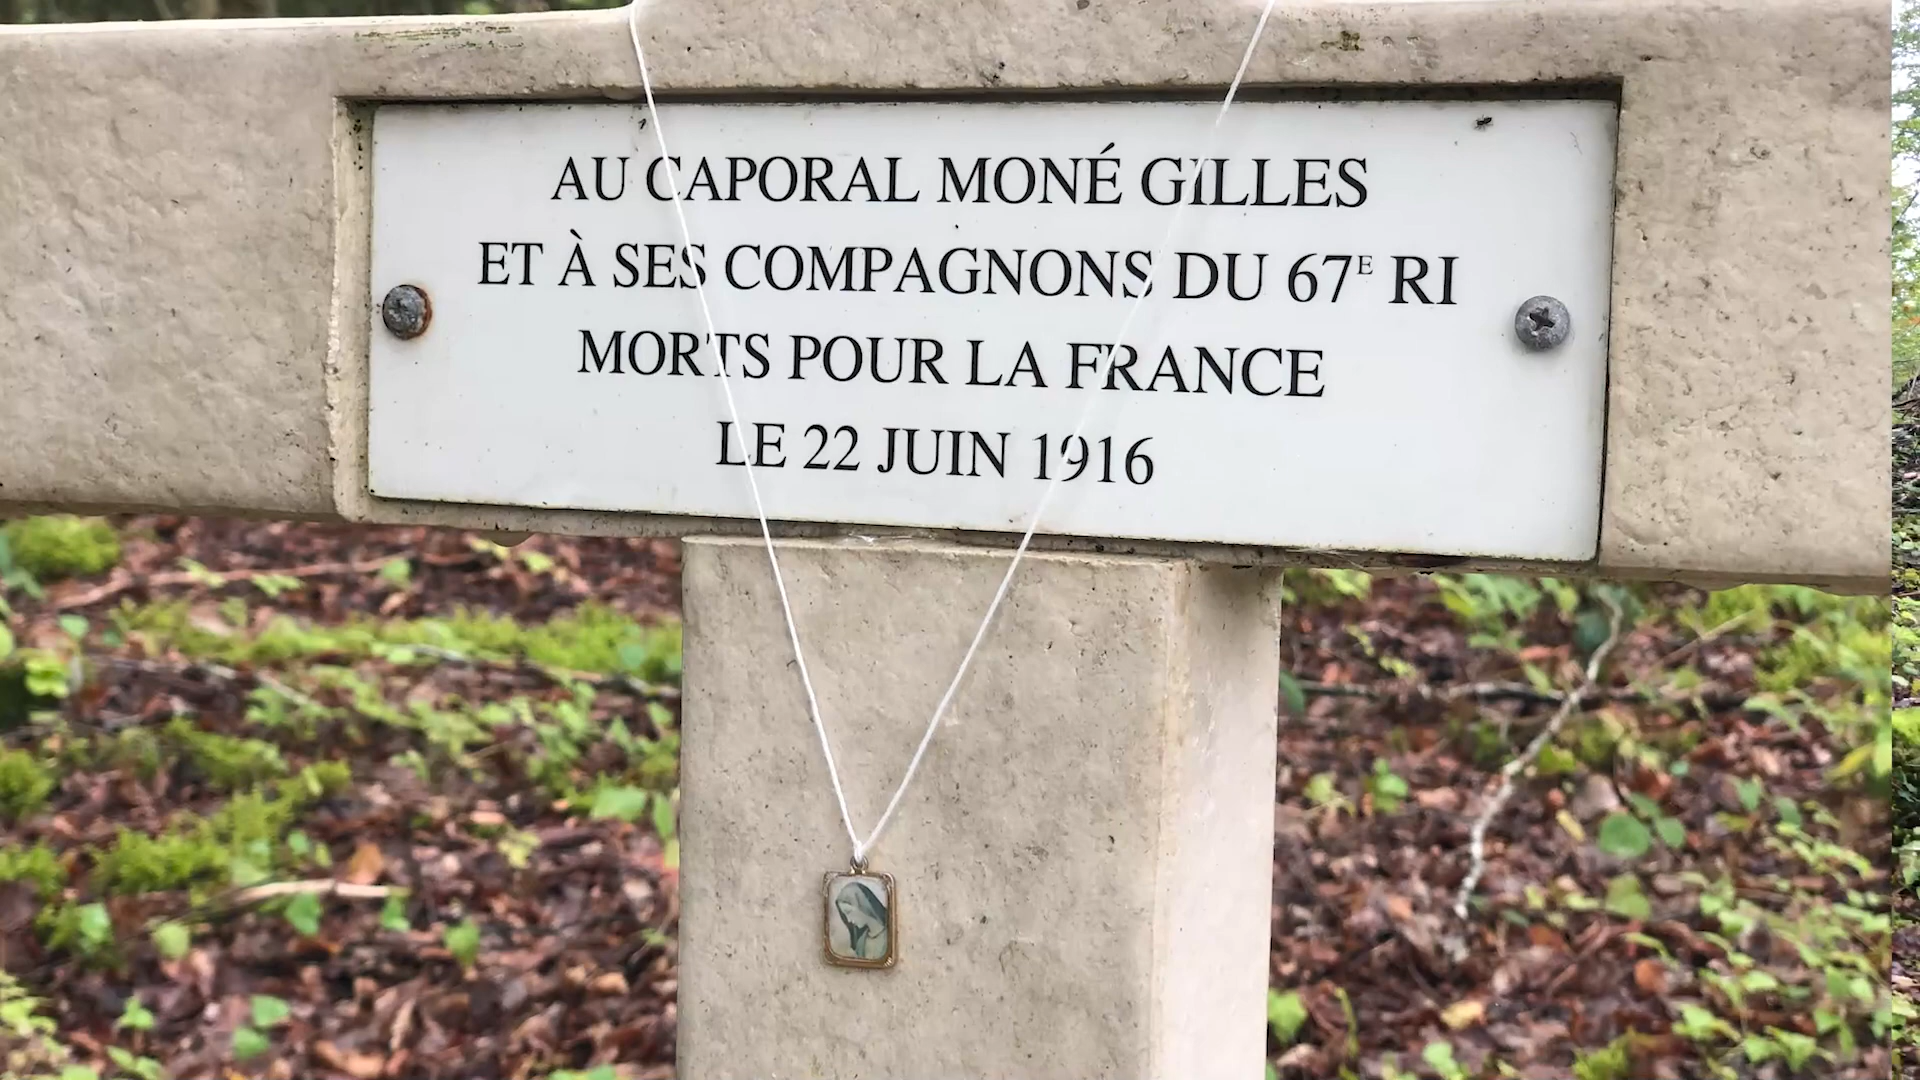 AU CAPORAL MONÉ GILLES
ET À SES COMPAGNONS DU 67E RI
MORTS POUR LA FRANCE
LE 22 JUIN 1916